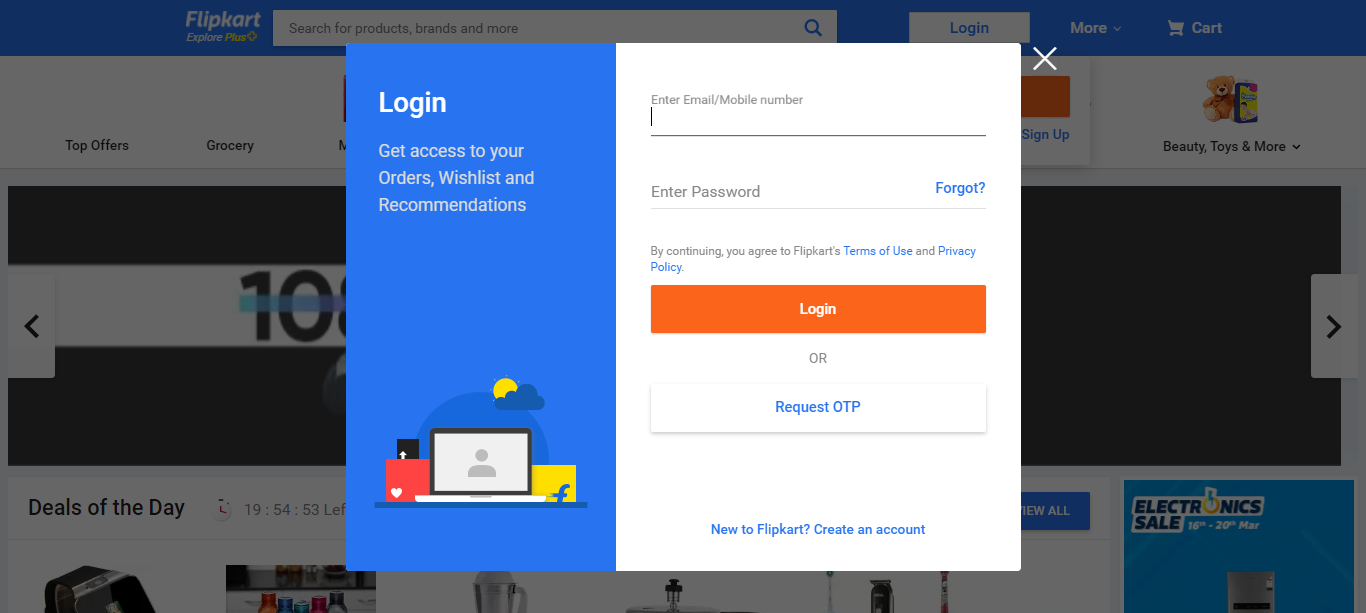 Flipkart
Explore Plus
Search for products, brands and more
Login
More
Cart
Login
Get access to your
Orders, Wishlist and
Recommendations
Enter Email/Mobile number
Enter Password
Forgot?
By continuing, you agree to Flipkart's Terms of Use and Privacy
Policy.
Login
OR
Request OTP
New to Flipkart? Create an account
Sign Up
Top Offers
Grocery
Beauty, Toys & More
Deals of the Day
19 : 54 : 53
ALL
ELECTRONICS
SALE 16th - 20th Mar